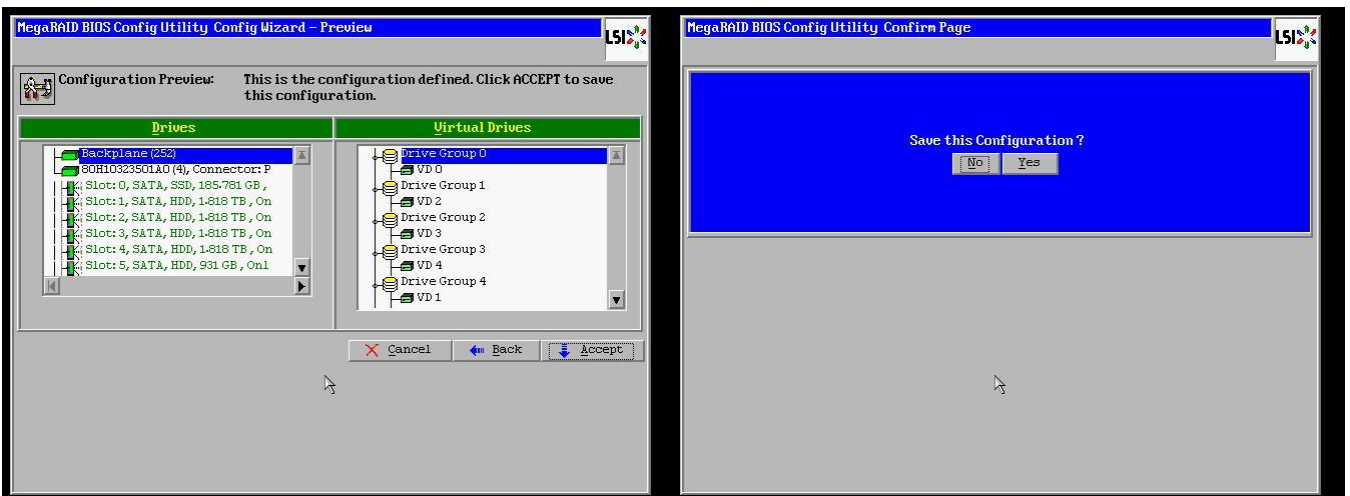 MegaRAID BIOS Config Utility Config Wizard - Preview
LSI
Configuration Preview: This is the configuration defined. Click ACCEPT to save
this configuration.
Drives
Backplane (252)
80H10323501A0 (4), Connector: P
Slot: 0, SATA, SSD, 185.781 GB,
Slot: 1, SATA, HDD, 1.818 TB, On
Slot: 2, SATA, HDD, 1.818 TB, On
Slot: 3, SATA, HDD, 1.818 TB, On
Slot: 4, SATA, HDD, 1.818 TB, On
Slot: 5, SATA, HDD, 931 GB, Onl
Virtual Drives
Drive Group 0
VD 0
Drive Group 1
VD 2
Drive Group 2
VD 3
Drive Group 3
VD 4
Drive Group 4
VD 1
Cancel Back Accept
MegaRAID BIOS Config Utility Confirm Page
LSI
Save this Configuration ?
No Yes